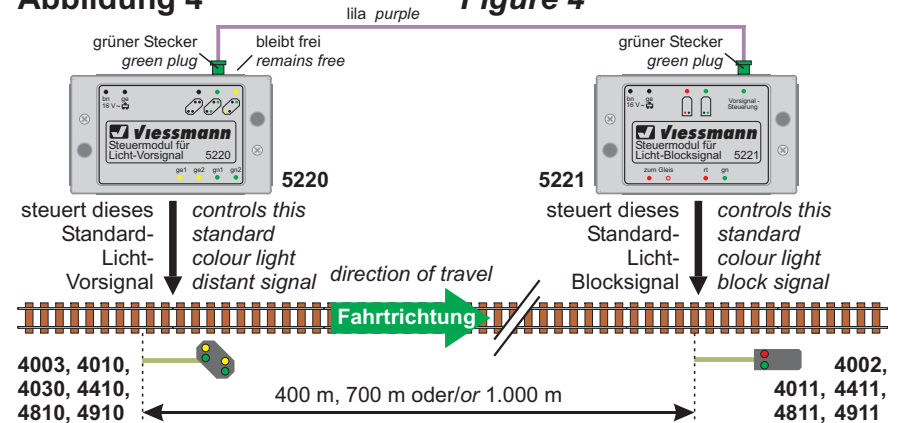 Abbildung 4 Figure 4
lila purple
grüner Stecker
green plug
bleibt frei
remains free
grüner Stecker
green plug
bn ge
16 V~
Viessmann
Steuermodul für
Licht-Vorsignal 5220
ge1 ge2 gn1 gn2
5220
bn ge
16 V~
Vorsignal-
Steuerung
Viessmann
Steuermodul für
Licht-Blocksignal 5221
zum Gleis rt gn
5221
steuert dieses
Standard-
Licht-
Vorsignal
controls this
standard
colour light
distant signal
steuert dieses
Standard-
Licht-
Blocksignal
controls this
standard
colour light
block signal
direction of travel
Fahrtrichtung
4003, 4010,
4030, 4410,
4810, 4910
400 m, 700 m oder/or 1.000 m
4002,
4011, 4411,
4811, 4911